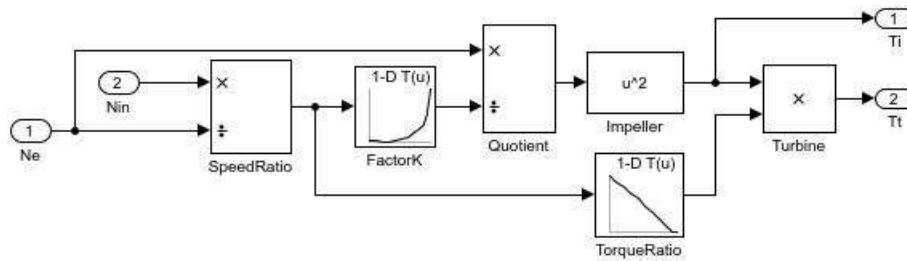 1
Ti
1-D T(u)
×
×
2
Nin
÷
u^2
Impeller
×
2
Tt
1
Ne
÷
SpeedRatio
FactorK
Quotient
Turbine
1-D T(u)
TorqueRatio